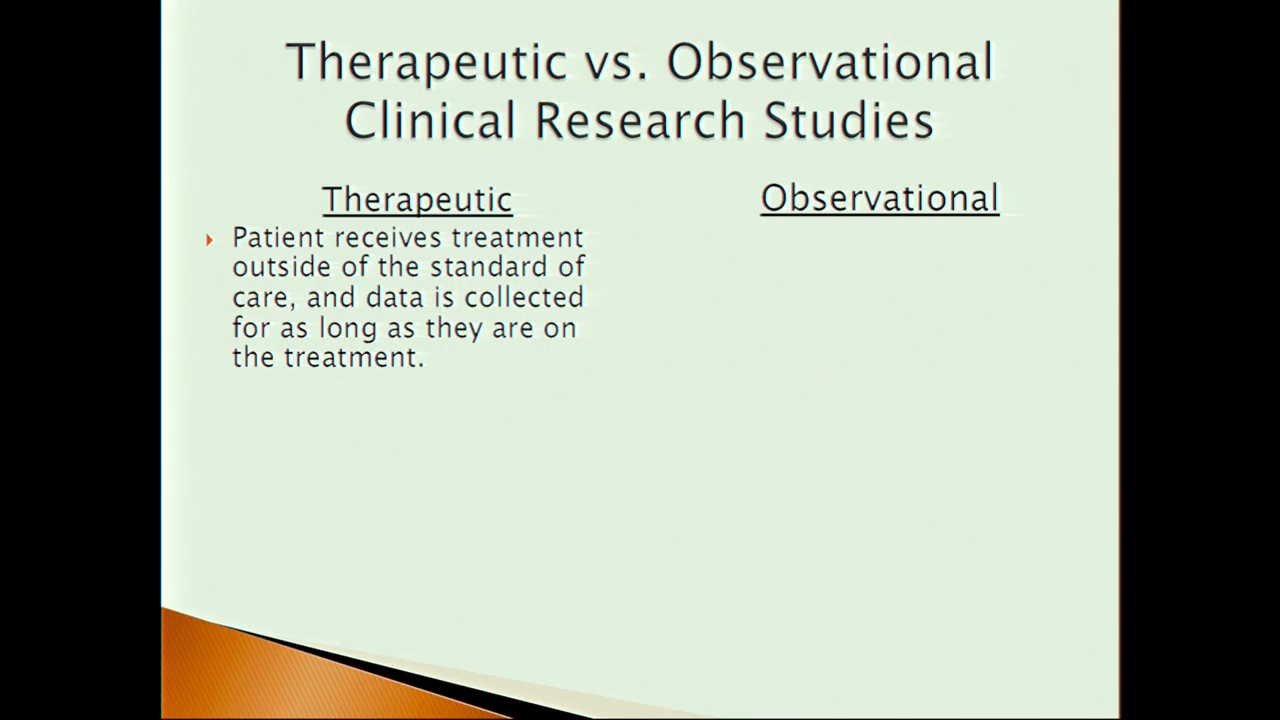 Therapeutic vs. Observational
Clinical Research Studies
Therapeutic
Patient receives treatment
outside of the standard of
care, and data is collected
for as long as they are on
the treatment.
Observational